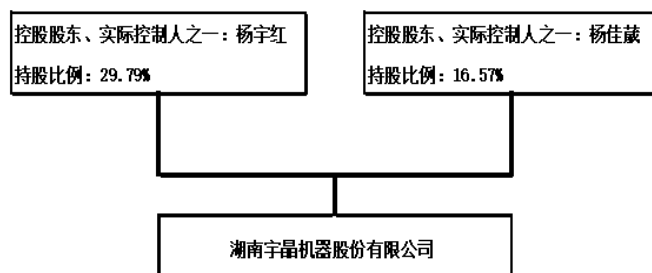 控股股东、实际控制人之一：杨宇红
持股比例：29.79%
控股股东、实际控制人之一：杨佳葳
持股比例：16.57%
湖南宇晶机器股份有限公司